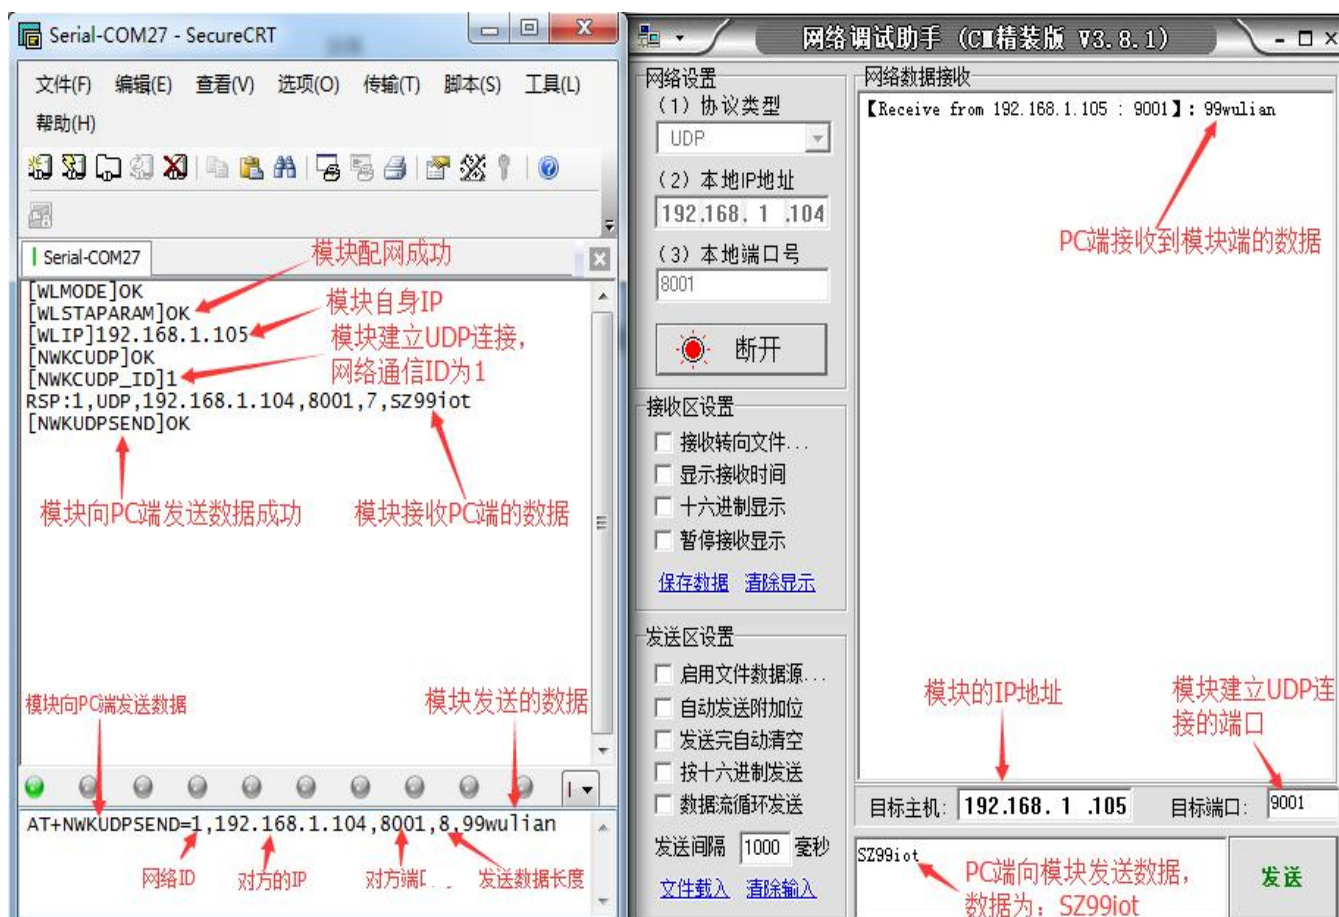 Serial-COM27 - SecureCRT
文件(F) 编辑(E) 查看(V) 选项(O) 传输(T) 脚本(S) 工具(L)
帮助(H)
Serial-COM27
模块配网成功
[WLMODE]OK
[WLSTAPARAM]OK
模块自身IP
[WLIP]192.168.1.105
模块建立UDP连接，
[NWKCUDP]OK
网络通信ID为1
[NWKCUDP_ID]1
RSP:1,UDP,192.168.1.104,8001,7,SZ99iot
[NWKUDPSEND]OK
模块向PC端发送数据成功
模块接收PC端的数据
模块向PC端发送数据
模块发送的数据
AT+NWKUDPSEND=1,192.168.1.104,8001,8,99wulian
网络ID
对方的IP
对方端
发送数据长度
网络调试助手 (CⅢ精装版 V3.8.1)
网络设置
(1) 协议类型
UDP
(2) 本地IP地址
192.168. 1 .104
(3) 本地端口号
8001
断开
接收区设置
接收转向文件...
显示接收时间
十六进制显示
暂停接收显示
保存数据 清除显示
发送区设置
启用文件数据源...
自动发送附加位
发送完自动清空
按十六进制发送
数据流循环发送
发送间隔 1000 毫秒
文件载入 清除输入
网络数据接收
【Receive from 192.168.1.105 : 9001】: 99wulian
PC端接收到模块端的数据
模块的IP地址
模块建立UDP连
接的端口
目标主机: 192.168. 1 .105 目标端口: 9001
SZ99iot
PC端向模块发送数据，
数据为：SZ99iot
发送